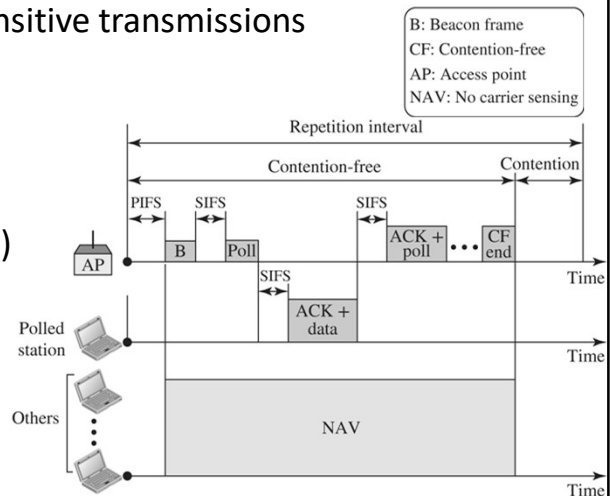 nsitive transmissions
B: Beacon frame
CF: Contention-free
AP: Access point
NAV: No carrier sensing
Repetition interval
Contention-free
Contention
PIFS
SIFS
SIFS
)
AP
B
Poll
ACK +
poll
CF
end
Time
SIFS
Polled
station
ACK +
data
Time
Others
NAV
Time